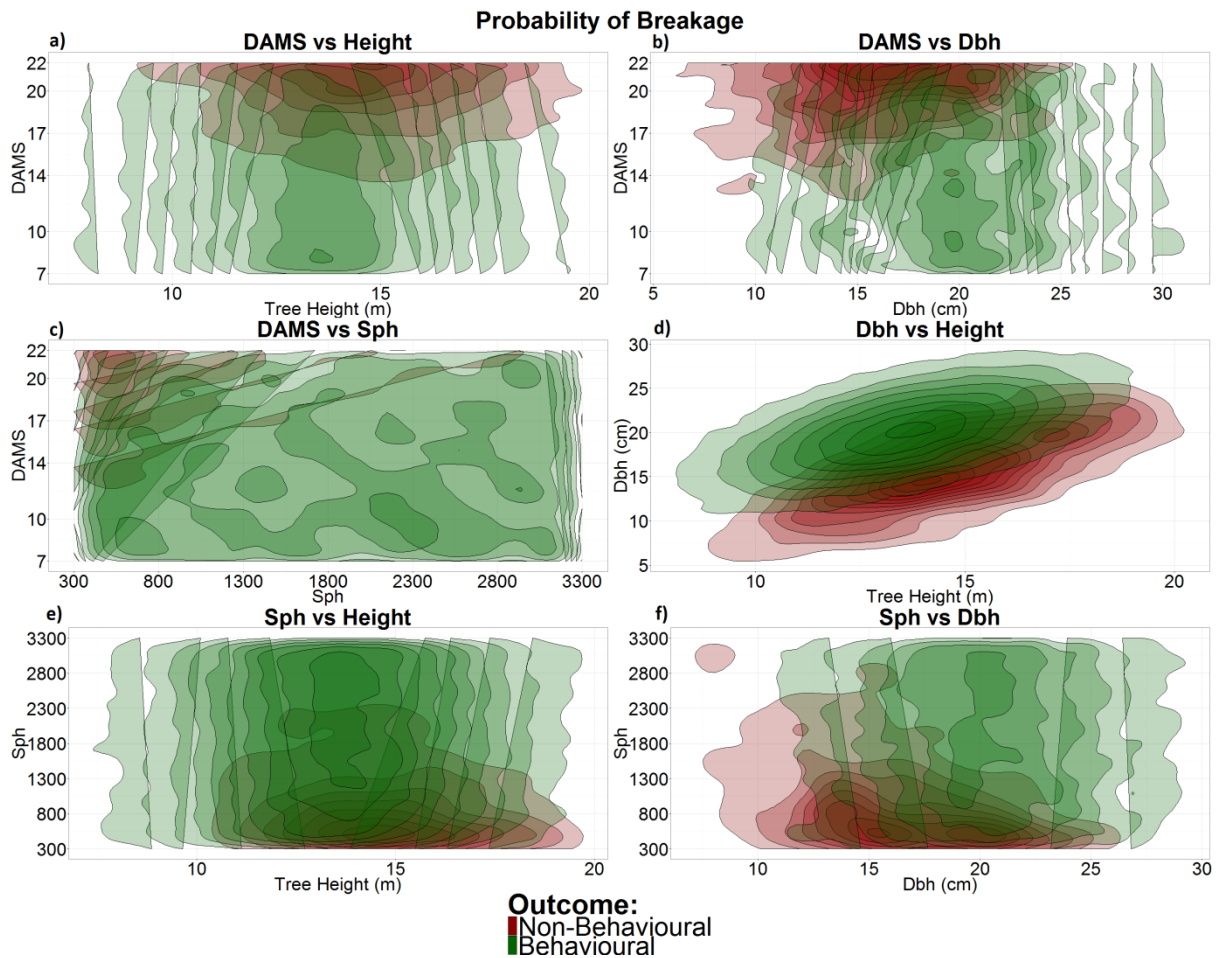 Probability of Breakage
a) DAMS vs Height
22
20
17
14
10
7
DAMS
10 15 20
Tree Height (m)
b) DAMS vs Dbh
22
20
17
14
10
7
DAMS
5 10 15 20 25 30
Dbh (cm)
c) DAMS vs Sph
22
20
17
14
10
7
DAMS
300 800 1300 1800 2300 2800 3300
Sph
d) Dbh vs Height
30
25
20
15
10
5
Dbh (cm)
10 15 20
Tree Height (m)
e) Sph vs Height
3300
2800
2300
1800
1300
800
300
Sph
10 15 20
Tree Height (m)
f) Sph vs Dbh
3300
2800
2300
1800
1300
800
300
Sph
10 15 20 25 30
Dbh (cm)
Outcome:
Non-Behavioural
Behavioural